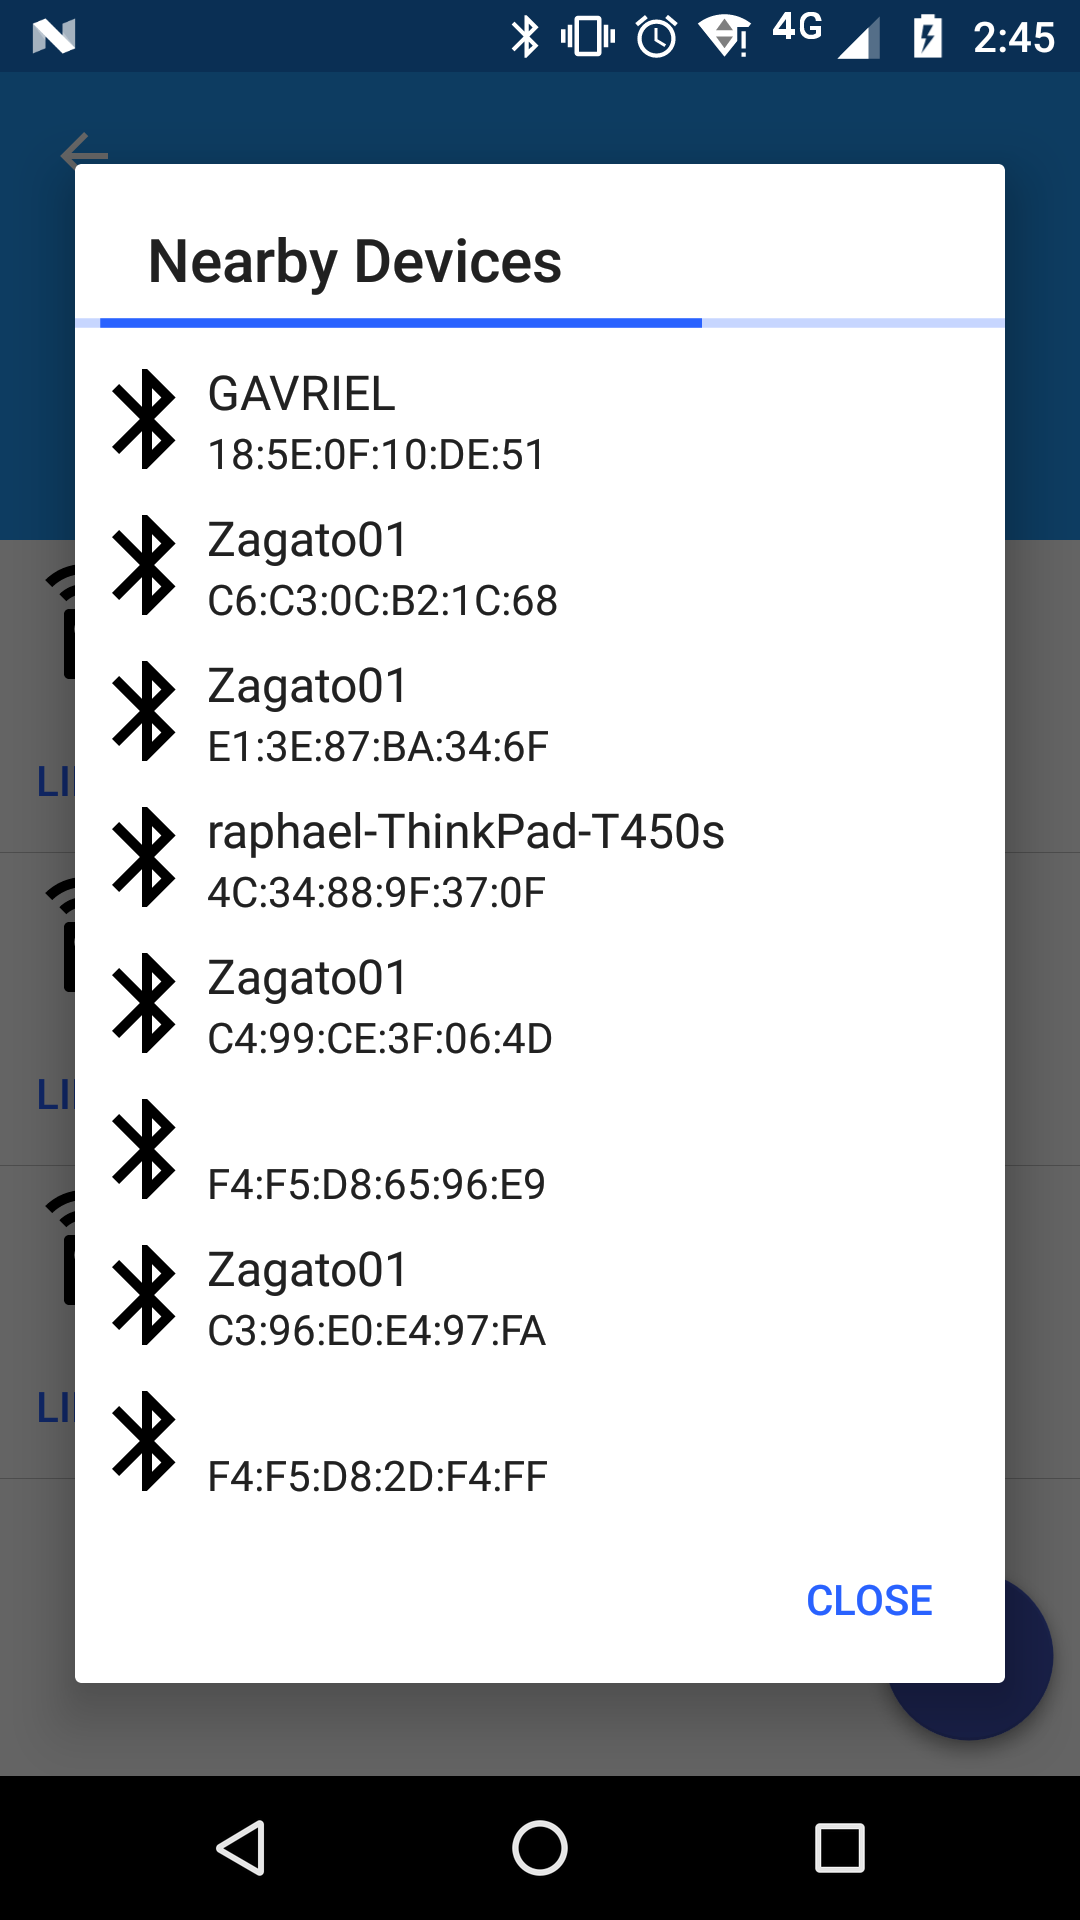 4G 2:45
Nearby Devices
GAVRIEL
18:5E:0F:10:DE:51
Zagato01
C6:C3:0C:B2:1C:68
Zagato01
E1:3E:87:BA:34:6F
LI
raphael-ThinkPad-T450s
4C:34:88:9F:37:0F
Zagato01
C4:99:CE:3F:06:4D
LI
F4:F5:D8:65:96:E9
Zagato01
C3:96:E0:E4:97:FA
LI
F4:F5:D8:2D:F4:FF
CLOSE